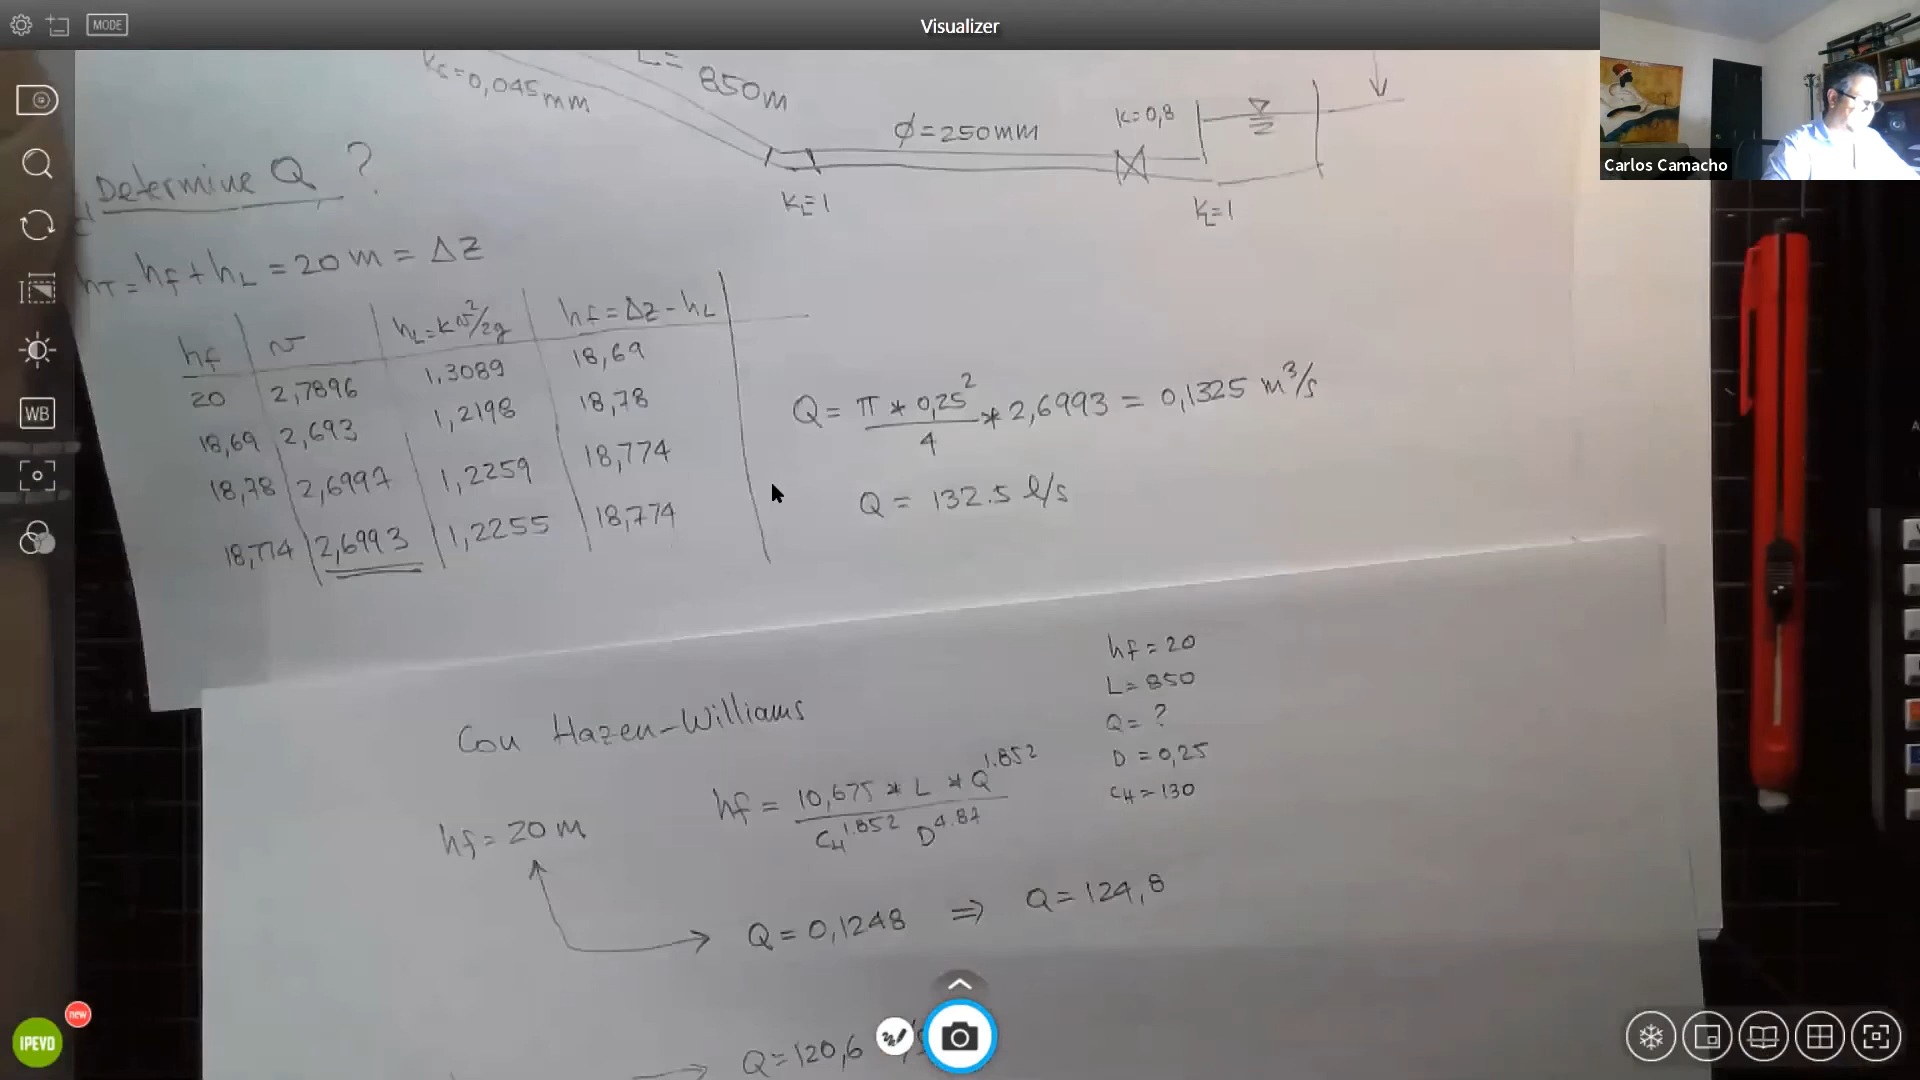 MODE
Visualizer
Carlos Camacho
WB
L=
850m
0,045mm
ϕ=250mm
K=0,8
Determine Q ?
KL=1
KL=1
hT=hf+hL=20m=ΔZ
hf | v | hL=Kv²/2g | hf=ΔZ-hL
20 | 2,7896 | 1,3089 | 18,69
18,69 | 2,693 | 1,2198 | 18,78
18,78 | 2,6997 | 1,2259 | 18,774
18,774 | 2,6993 | 1,2255 | 18,774
Q = π * 0,25² / 4 * 2,6993 = 0,1325 m³/s
Q = 132.5 l/s
Con Hazen-Williams
hf=20
L=850
Q=?
D=0,25
CH=130
hf=20m
hf = 10,675 * L * Q^1.852 / CH^1.852 D^4.87
Q=0,1248 ⇒ Q=124,8
Q=120,6
new
IPEVO